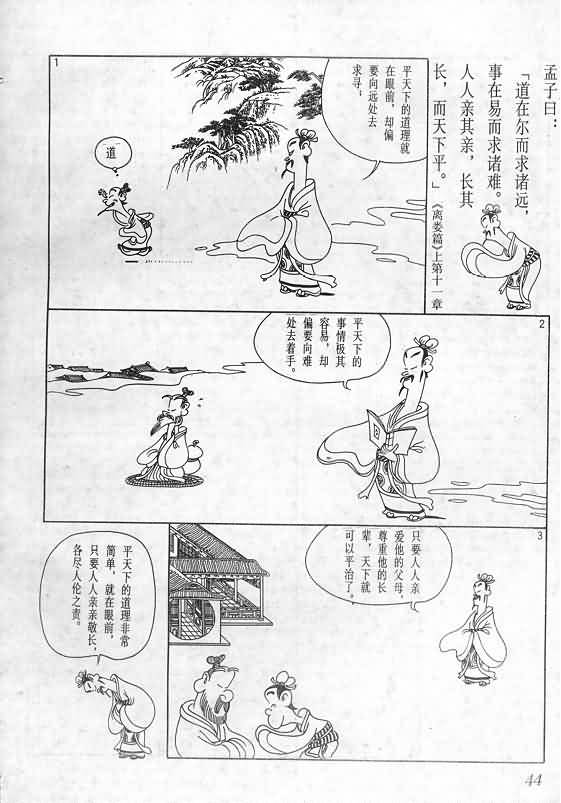 孟子曰：
「道在尔而求诸远，
事在易而求诸难。
人人亲其亲，长其
长，而天下平。」
《离娄篇》上第十一章
1
平天下的道理就
在眼前，却偏
要向远处去
求寻：
道
2
平天下的
事情极其
容易，却
偏要向难
处去着手。
3
只要人人亲
爱他的父母，
尊重他的长
辈，天下就
可以平治了。
平天下的道理非常
简单，就在眼前，
只要人人亲亲敬长，
各尽人伦之责。
44